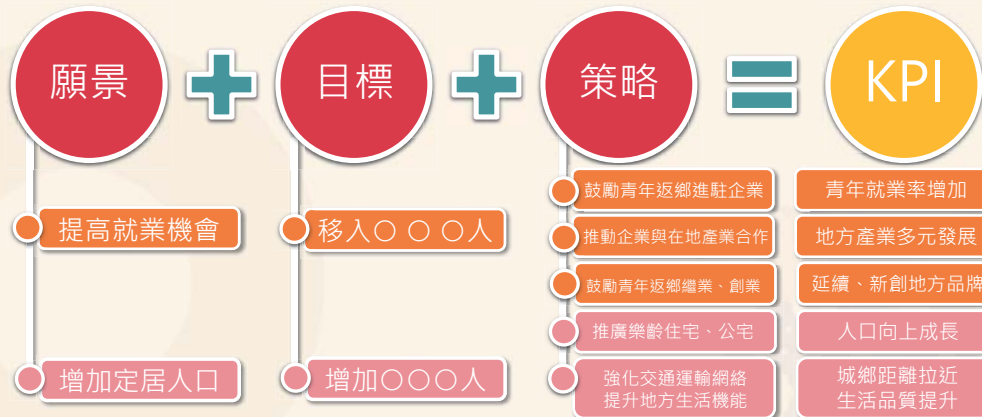 願景
目標
策略
KPI
提高就業機會
增加定居人口
移入○○○人
增加○○○人
鼓勵青年返鄉進駐企業
推動企業與在地產業合作
鼓勵青年返鄉繼業、創業
推廣樂齡住宅、公宅
強化交通運輸網絡
提升地方生活機能
青年就業率增加
地方產業多元發展
延續、新創地方品牌
人口向上成長
城鄉距離拉近
生活品質提升